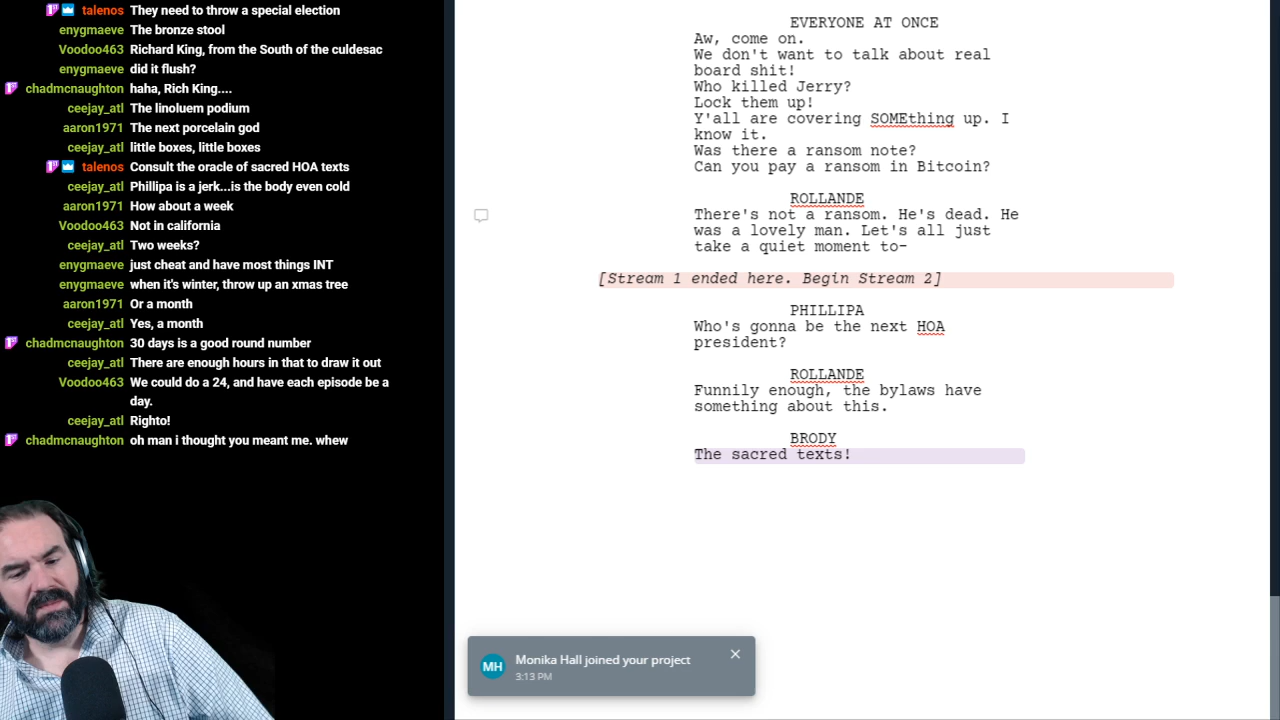 talenos They need to throw a special election
enygmaeve The bronze stool
Voodoo463 Richard King, from the South of the culdesac
enygmaeve did it flush?
chadmcnaughton haha, Rich King....
ceejay_atl The linoluem podium
aaron1971 The next porcelain god
ceejay_atl little boxes, little boxes
talenos Consult the oracle of sacred HOA texts
ceejay_atl Phillipa is a jerk...is the body even cold
aaron1971 How about a week
Voodoo463 Not in california
ceejay_atl Two weeks?
enygmaeve just cheat and have most things INT
enygmaeve when it's winter, throw up an xmas tree
aaron1971 Or a month
ceejay_atl Yes, a month
chadmcnaughton 30 days is a good round number
ceejay_atl There are enough hours in that to draw it out
Voodoo463 We could do a 24, and have each episode be a
day.
ceejay_atl Righto!
chadmcnaughton oh man i thought you meant me. whew
EVERYONE AT ONCE
Aw, come on.
We don't want to talk about real
board shit!
Who killed Jerry?
Lock them up!
Y'all are covering SOMEthing up. I
know it.
Was there a ransom note?
Can you pay a ransom in Bitcoin?
ROLLANDE
There's not a ransom. He's dead. He
was a lovely man. Let's all just
take a quiet moment to-
[Stream 1 ended here. Begin Stream 2]
PHILLIPA
Who's gonna be the next HOA
president?
ROLLANDE
Funnily enough, the bylaws have
something about this.
BRODY
The sacred texts!
MH Monika Hall joined your project
3:13 PM